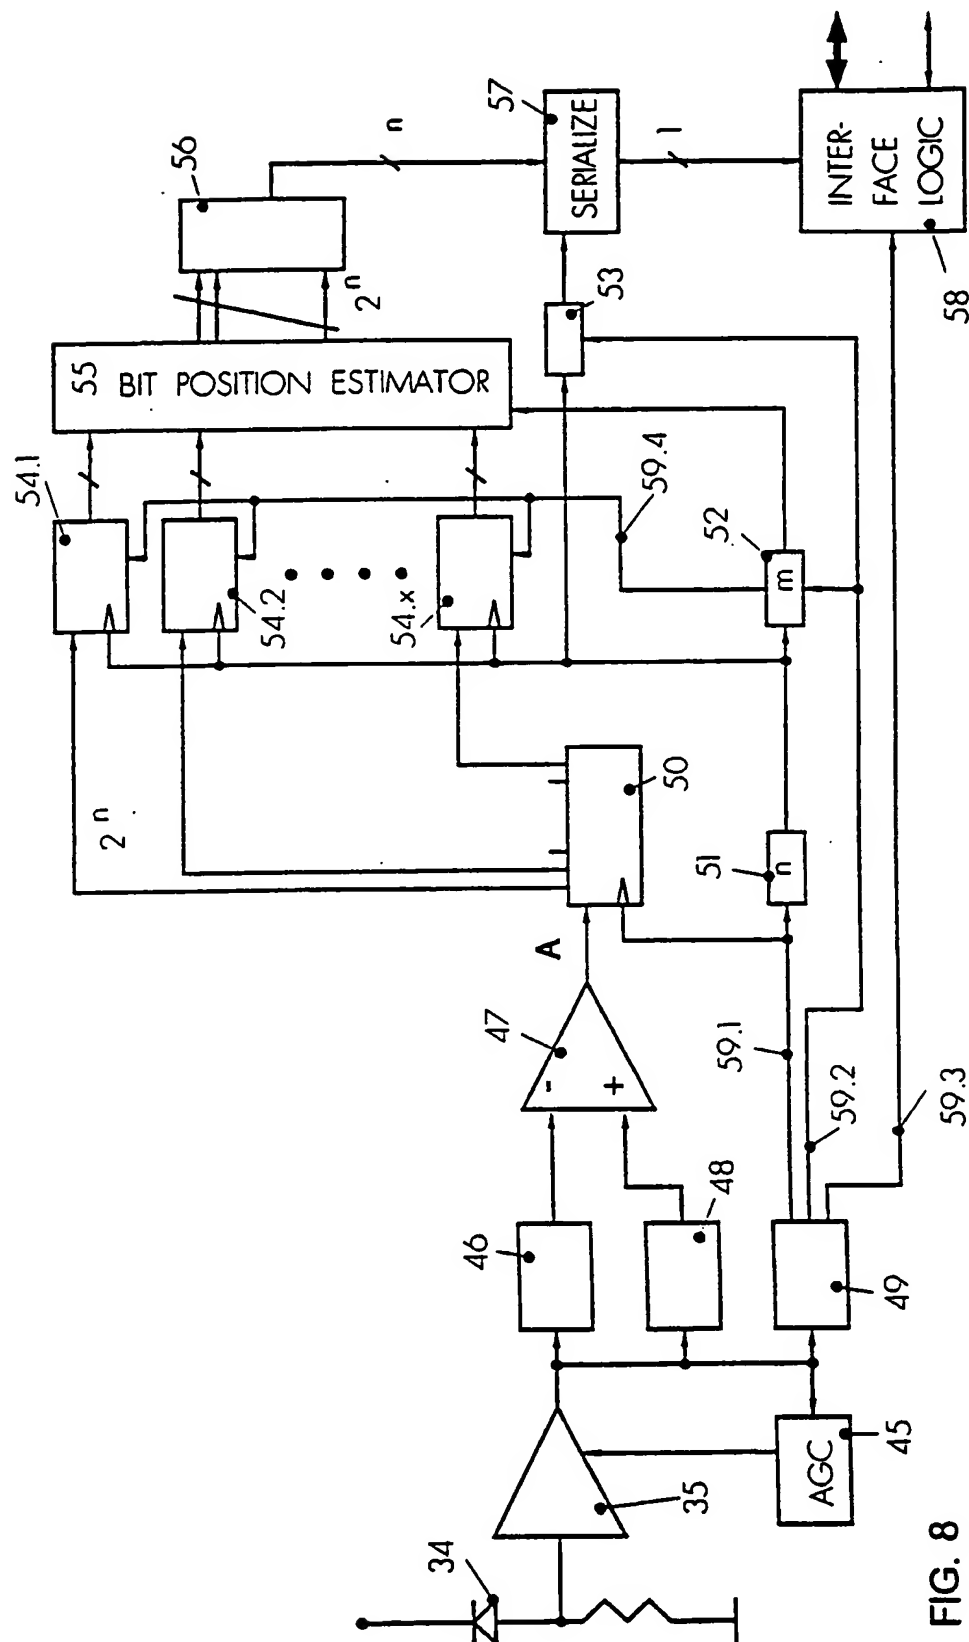 34
35
AGC
45
46
48
49
-
+
47
A
59.1
59.2
59.3
2^n
50
n
51
54.1
54.2
54.x
59.4
m
52
53
55 BIT POSITION ESTIMATOR
2^n
56
n
57
SERIALIZE
1
INTER-
FACE
LOGIC
58
FIG. 8